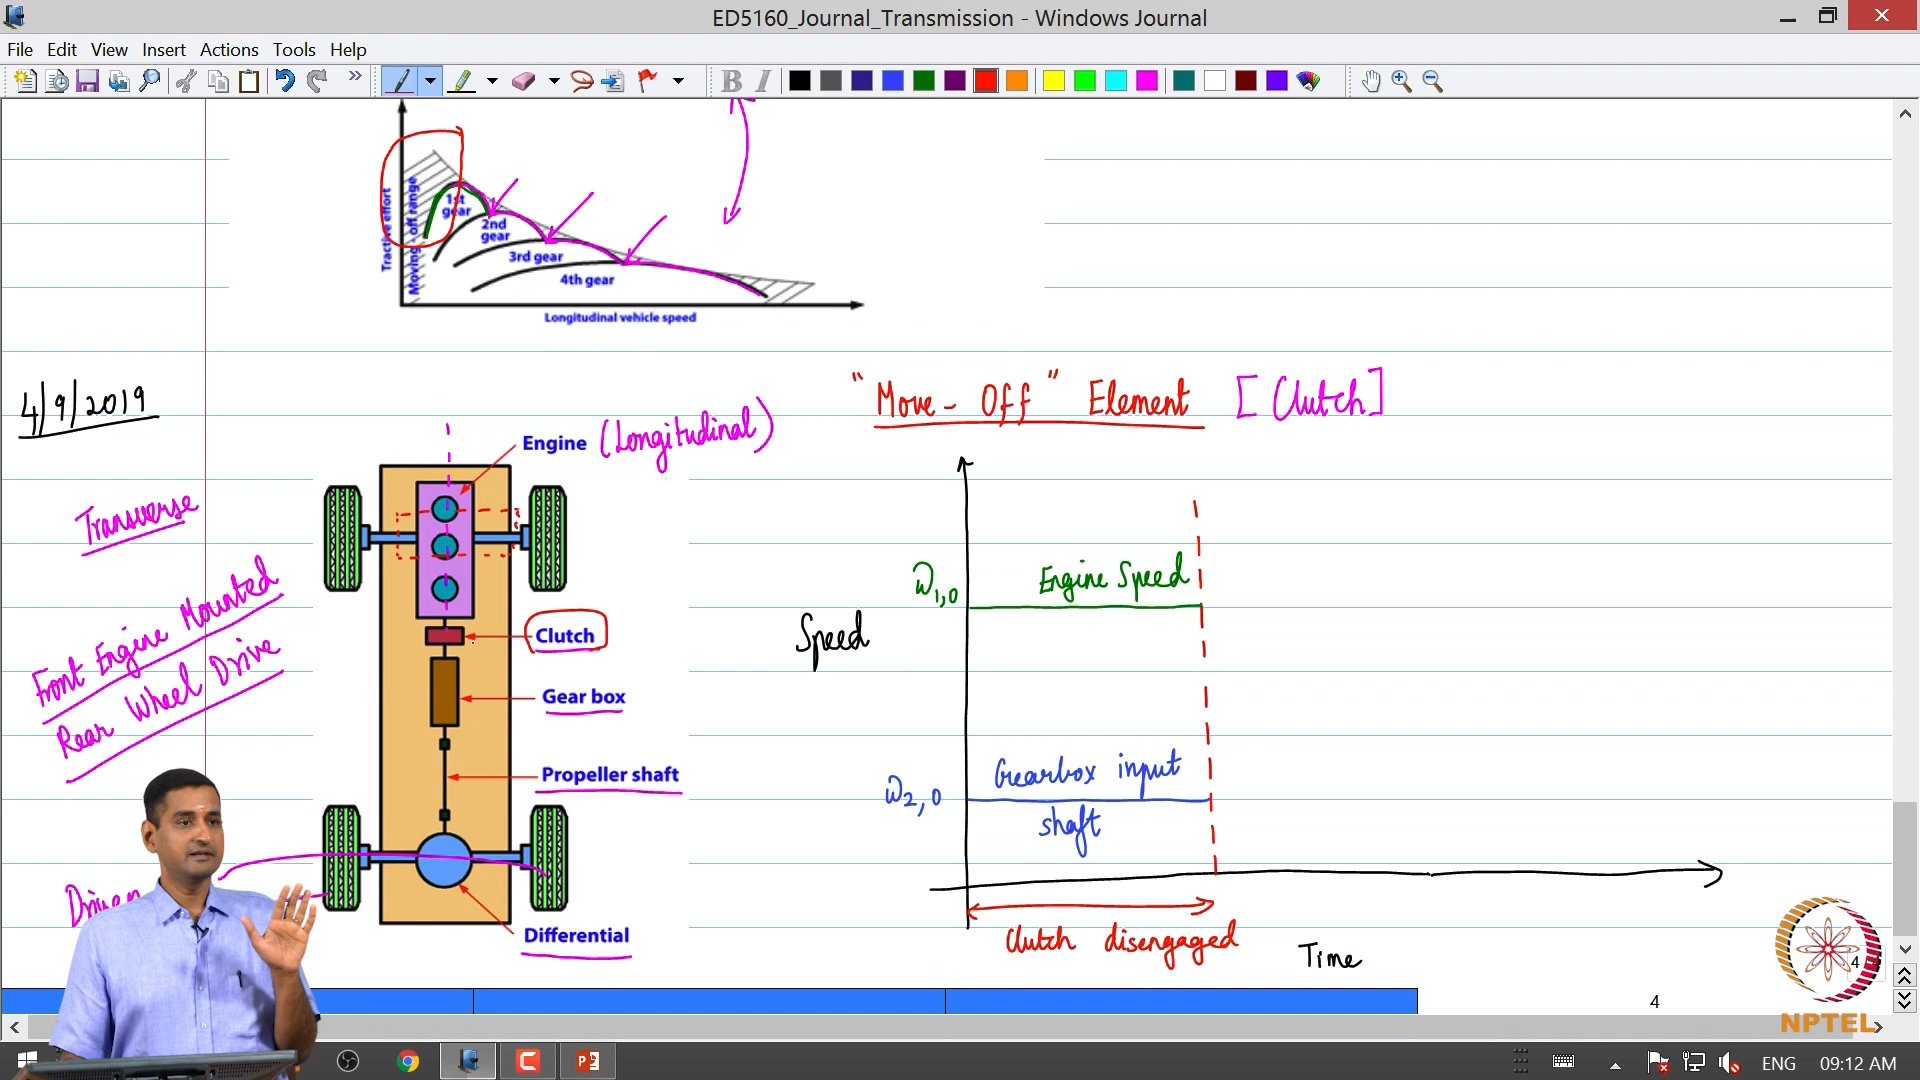 ED5160_Journal_Transmission - Windows Journal
File Edit View Insert Actions Tools Help
B I
Tractive effort
Moving - off range
1st gear
2nd gear
3rd gear
4th gear
Longitudinal vehicle speed
4/9/2019
"Move-Off" Element [Clutch]
Engine (Longitudinal)
Transverse
Front Engine Mounted
Rear Wheel Drive
Clutch
Gear box
Propeller shaft
Differential
Driven
Speed
ω1,0
Engine Speed
ω2,0
Gearbox input
shaft
Clutch disengaged
Time
4
4
NPTEL
ENG 09:12 AM